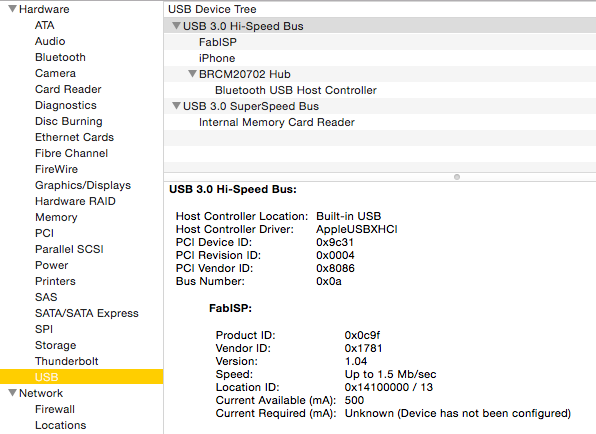 Hardware
ATA
Audio
Bluetooth
Camera
Card Reader
Diagnostics
Disc Burning
Ethernet Cards
Fibre Channel
FireWire
Graphics/Displays
Hardware RAID
Memory
PCI
Parallel SCSI
Power
Printers
SAS
SATA/SATA Express
SPI
Storage
Thunderbolt
USB
Network
Firewall
Locations
USB Device Tree
USB 3.0 Hi-Speed Bus
FabISP
iPhone
BRCM20702 Hub
Bluetooth USB Host Controller
USB 3.0 SuperSpeed Bus
Internal Memory Card Reader
USB 3.0 Hi-Speed Bus:
Host Controller Location: Built-in USB
Host Controller Driver: AppleUSBXHCI
PCI Device ID: 0x9c31
PCI Revision ID: 0x0004
PCI Vendor ID: 0x8086
Bus Number: 0x0a
FabISP:
Product ID: 0x0c9f
Vendor ID: 0x1781
Version: 1.04
Speed: Up to 1.5 Mb/sec
Location ID: 0x14100000 / 13
Current Available (mA): 500
Current Required (mA): Unknown (Device has not been configured)